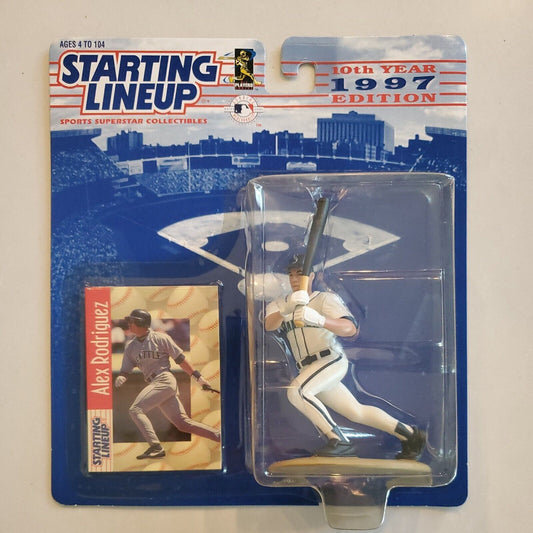 AGES 4 TO 104
STARTING
LINEUP
SPORTS SUPERSTAR COLLECTIBLES
10th YEAR
1997
EDITION
Alex Rodriguez
STARTING
LINEUP